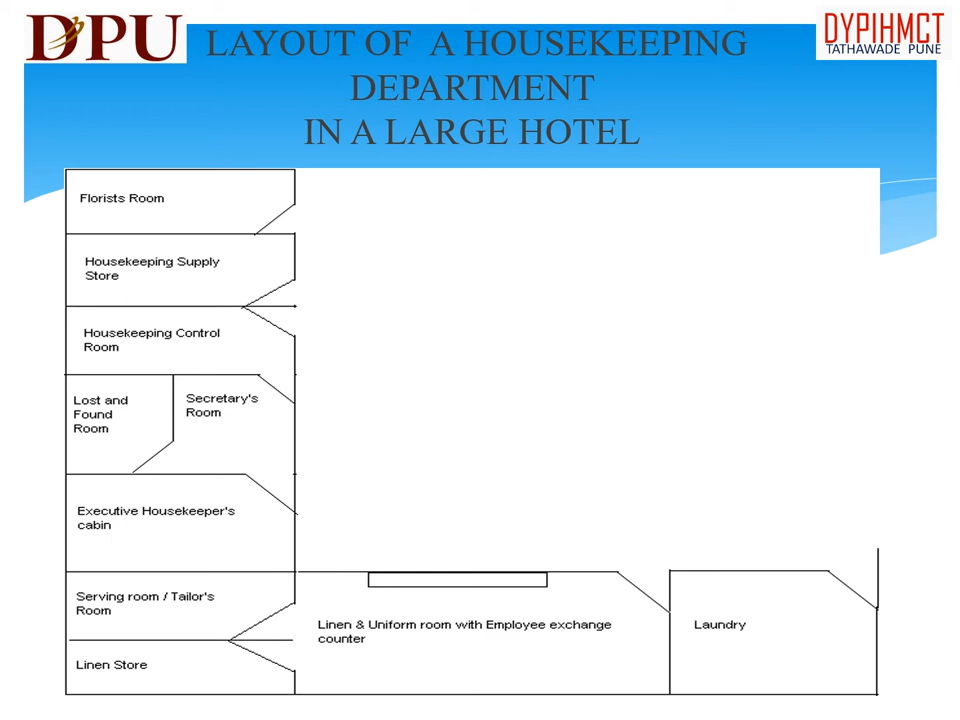 DPU
DYPIHMCT
TATHAWADE PUNE
LAYOUT OF A HOUSEKEEPING
DEPARTMENT
IN A LARGE HOTEL
Florists Room
Housekeeping Supply
Store
Housekeeping Control
Room
Lost and
Found
Room
Secretary's
Room
Executive Housekeeper's
cabin
Serving room / Tailor's
Room
Linen Store
Linen & Uniform room with Employee exchange
counter
Laundry